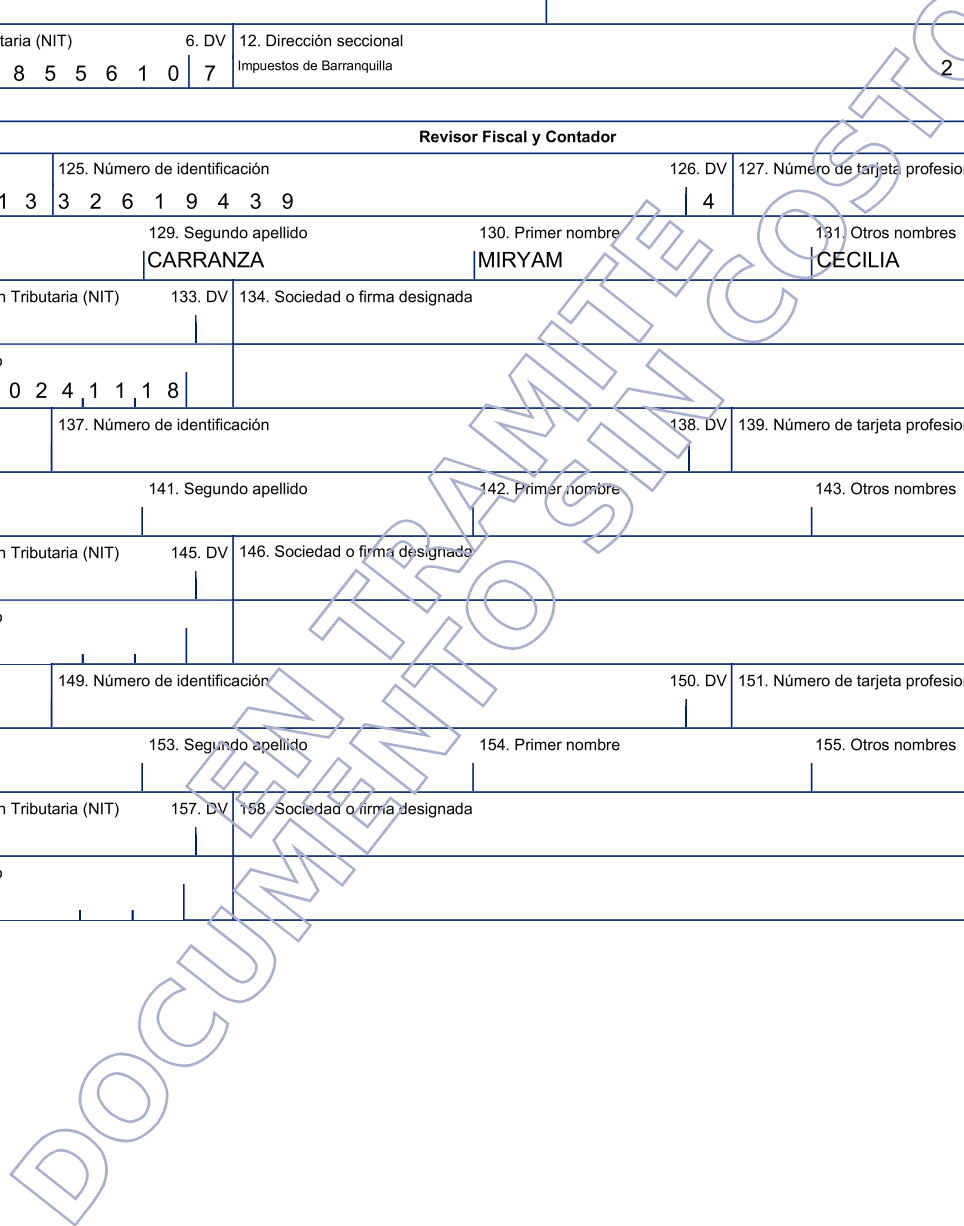 taria (NIT) 6. DV 12. Dirección seccional
8 5 5 6 1 0 7 Impuestos de Barranquilla 2
Revisor Fiscal y Contador
125. Número de identificación 126. DV 127. Número de tarjeta profesio
1 3 3 2 6 1 9 4 3 9 4
129. Segundo apellido 130. Primer nombre 131. Otros nombres
CARRANZA MIRYAM CECILIA
n Tributaria (NIT) 133. DV 134. Sociedad o firma designada
0 2 4 1 1 1 8
137. Número de identificación 138. DV 139. Número de tarjeta profesio
141. Segundo apellido 142. Primer nombre 143. Otros nombres
n Tributaria (NIT) 145. DV 146. Sociedad o firma designada
149. Número de identificación 150. DV 151. Número de tarjeta profesio
153. Segundo apellido 154. Primer nombre 155. Otros nombres
n Tributaria (NIT) 157. DV 158. Sociedad o firma designada
EN TRAMITE
DOCUMENTO SIN COSTO